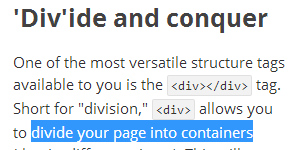 'Div'ide and conquer
One of the most versatile structure tags
available to you is the <div></div> tag.
Short for "division," <div> allows you
to divide your page into containers